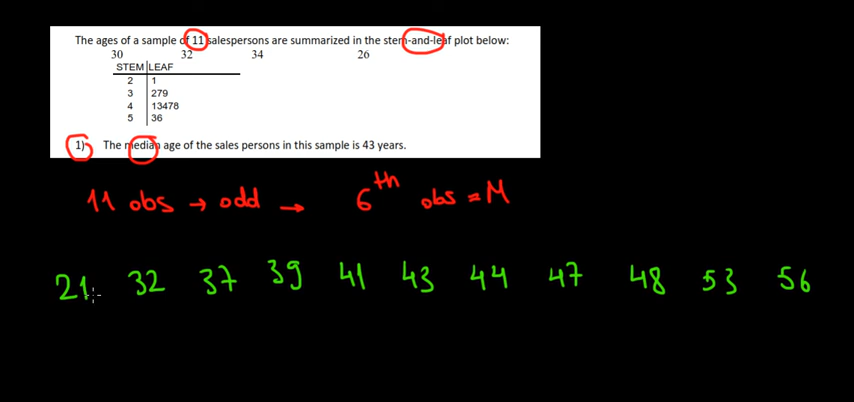 The ages of a sample of 11 salespersons are summarized in the stem-and-leaf plot below:
30 32 34 26
STEM LEAF
2 1
3 279
4 13478
5 36
1) The median age of the sales persons in this sample is 43 years.
11 obs → odd → 6th obs = M
21 32 37 39 41 43 44 47 48 53 56